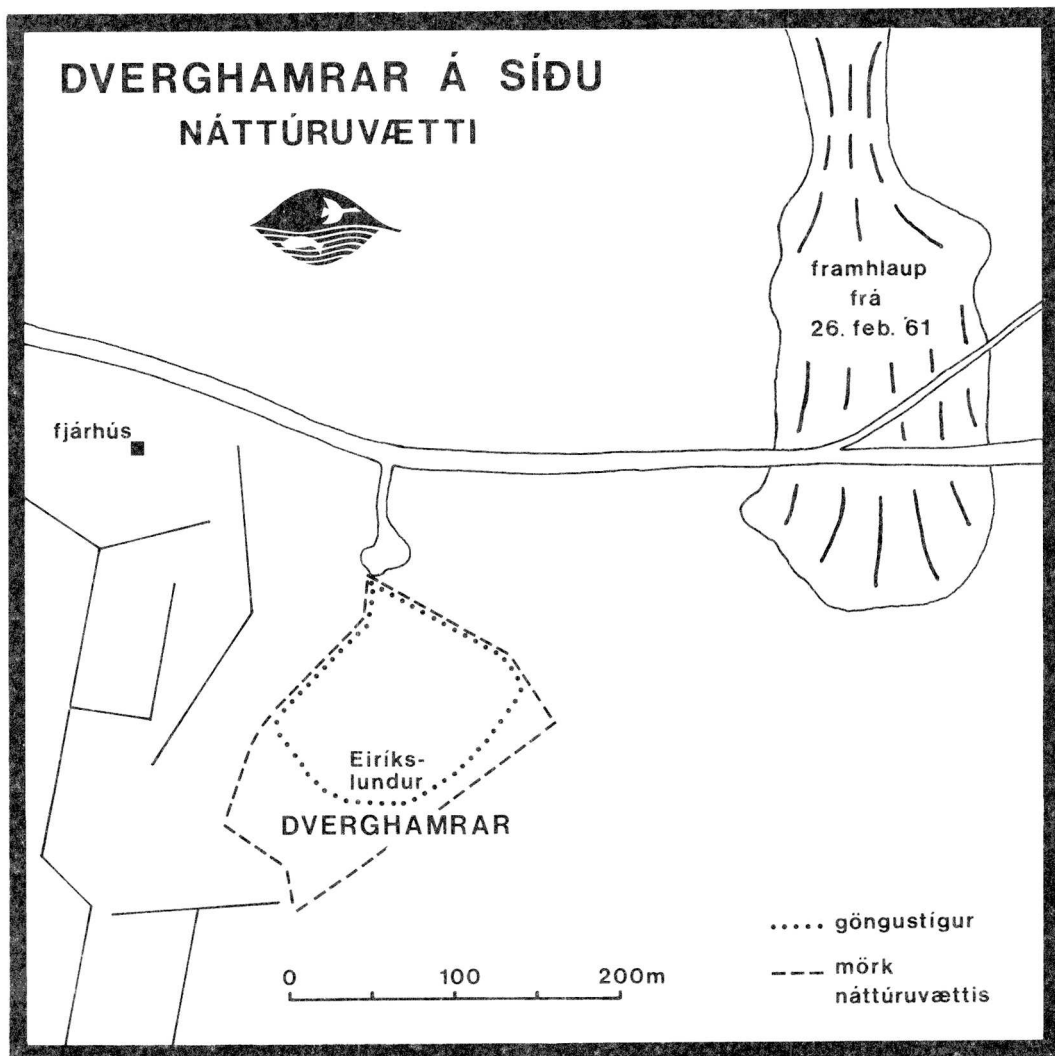 DVERGHAMRAR Á SÍÐU
NÁTTÚRUVÆTTI
framhlaup
frá
26. feb. '61
fjárhús
Eiríks-
lundur
DVERGHAMRAR
..... göngustígur
--- mörk
náttúruvættis
0 100 200m